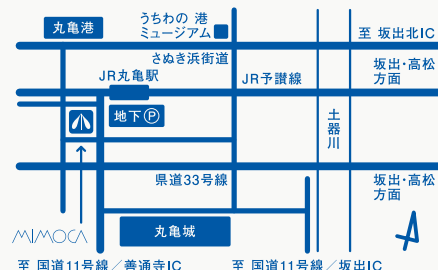 うちわの 港
ミュージアム
丸亀港
至 坂出北IC
さぬき浜街道
JR丸亀駅
JR予讃線
坂出・高松
方面
地下Ⓟ
土器川
県道33号線
坂出・高松
方面
MIMOCA
丸亀城
至 国道11号線/善通寺IC
至 国道11号線/坂出IC